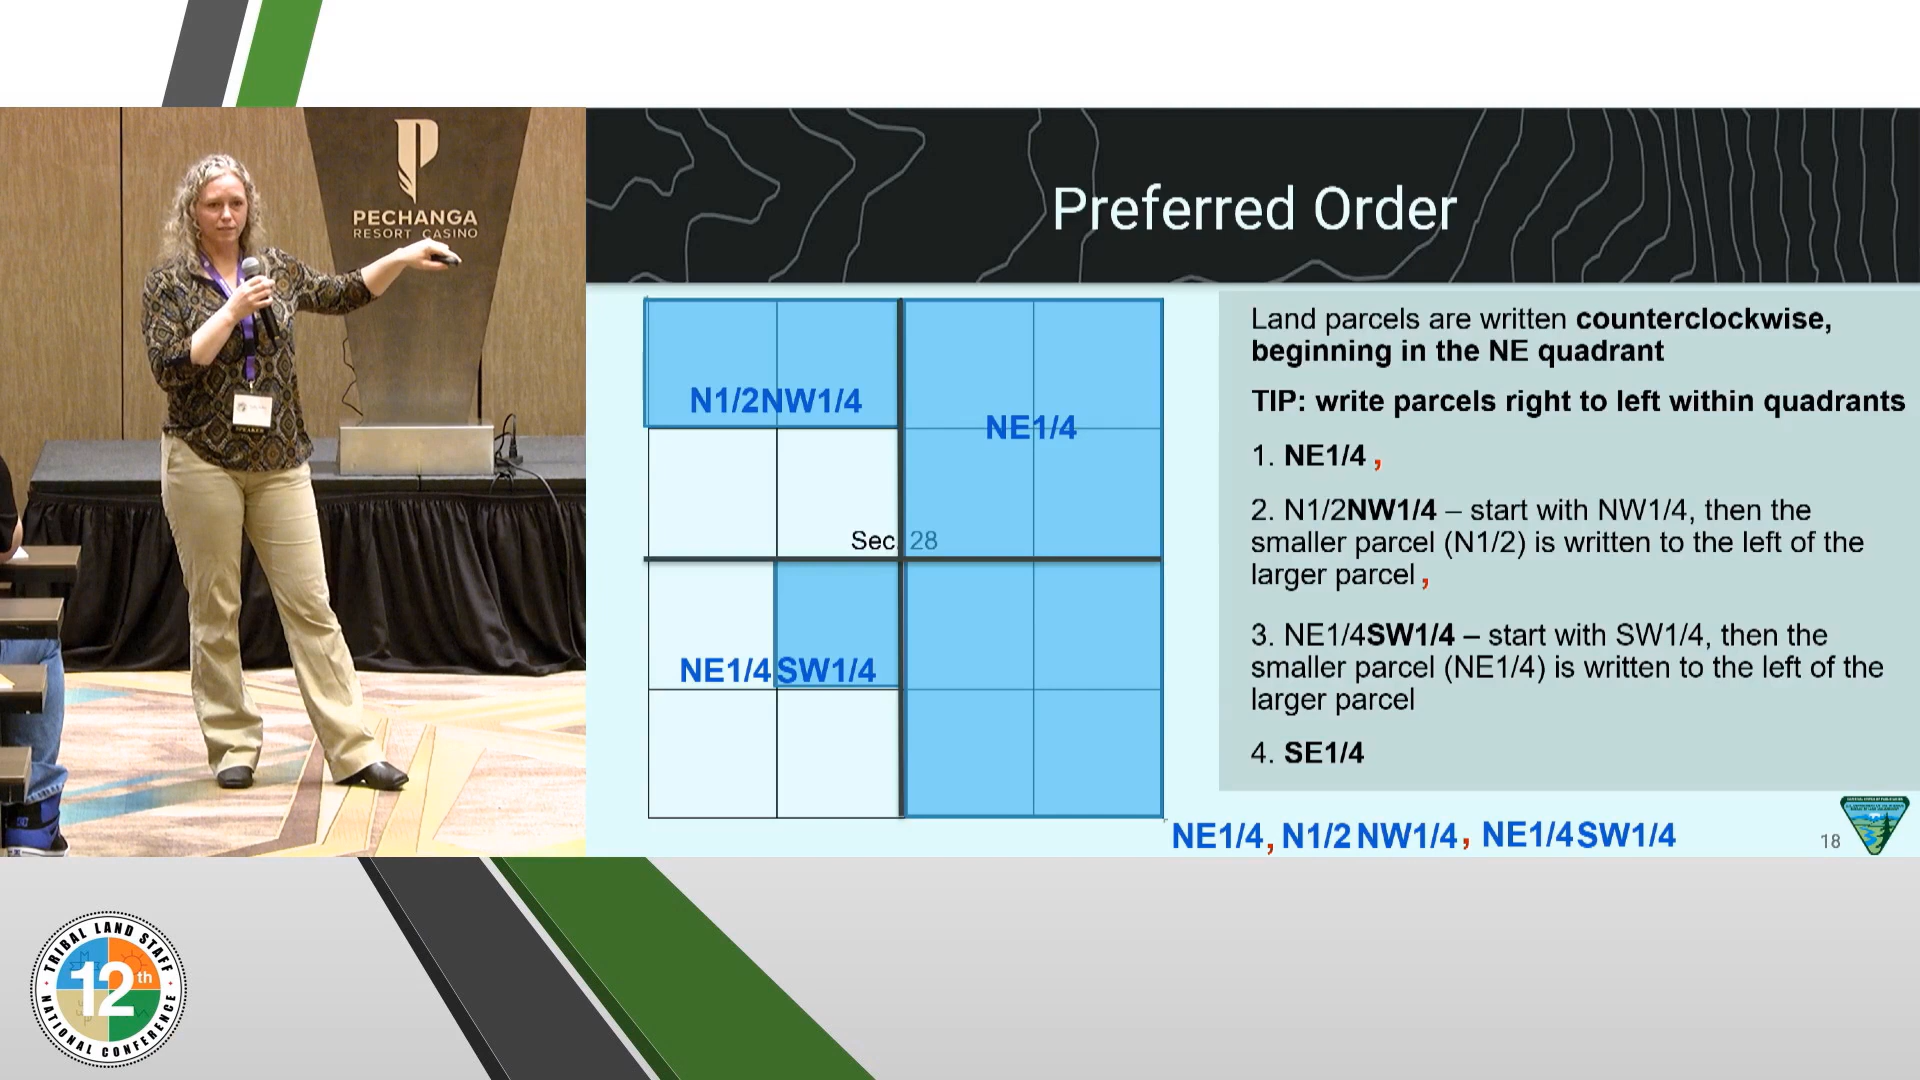 PECHANGA
RESORT CASINO
SPEAKER
Preferred Order
N1/2NW1/4
NE1/4
Sec. 28
NE1/4SW1/4
Land parcels are written counterclockwise,
beginning in the NE quadrant
TIP: write parcels right to left within quadrants
1. NE1/4 ,
2. N1/2NW1/4 – start with NW1/4, then the
smaller parcel (N1/2) is written to the left of the
larger parcel ,
3. NE1/4SW1/4 – start with SW1/4, then the
smaller parcel (NE1/4) is written to the left of the
larger parcel
4. SE1/4
NE1/4, N1/2 NW1/4, NE1/4 SW1/4
18
TRIBAL LAND STAFF
12th
NATIONAL CONFERENCE